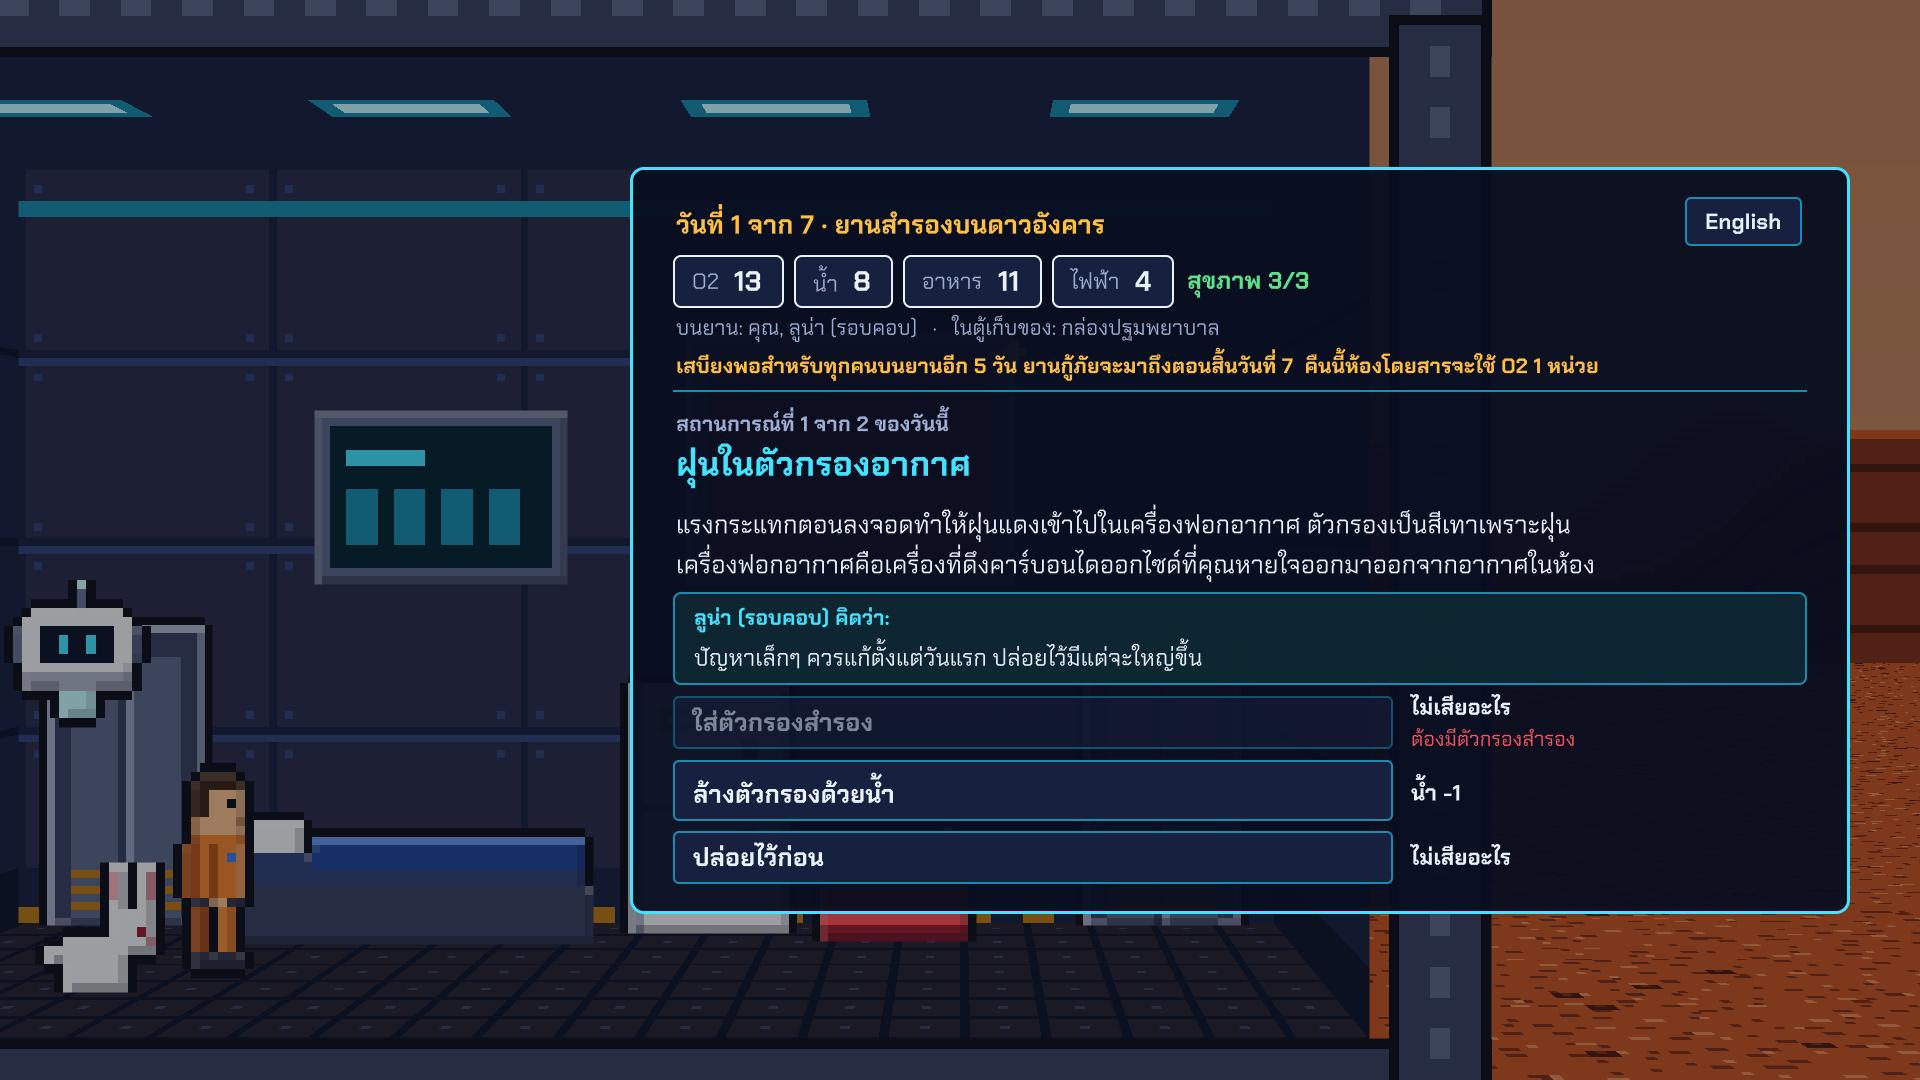 วันที่ 1 จาก 7 · ยานสำรองบนดาวอังคาร
English
O2 13 น้ำ 8 อาหาร 11 ไฟฟ้า 4 สุขภาพ 3/3
บนยาน: คุณ, ลูน่า (รอบคอบ) · ในตู้เก็บของ: กล่องปฐมพยาบาล
เสบียงพอสำหรับทุกคนบนยานอีก 5 วัน ยานกู้ภัยจะมาถึงตอนสิ้นวันที่ 7 คืนนี้ห้องโดยสารจะใช้ O2 1 หน่วย
สถานการณ์ที่ 1 จาก 2 ของวันนี้
ฝุ่นในตัวกรองอากาศ
แรงกระแทกตอนลงจอดทำให้ฝุ่นแดงเข้าไปในเครื่องฟอกอากาศ ตัวกรองเป็นสีเทาเพราะฝุ่น
เครื่องฟอกอากาศคือเครื่องที่ดึงคาร์บอนไดออกไซด์ที่คุณหายใจออกมาออกจากอากาศในห้อง
ลูน่า (รอบคอบ) คิดว่า:
ปัญหาเล็กๆ ควรแก้ตั้งแต่วันแรก ปล่อยไว้มีแต่จะใหญ่ขึ้น
ใส่ตัวกรองสำรอง
ไม่เสียอะไร
ต้องมีตัวกรองสำรอง
ล้างตัวกรองด้วยน้ำ
น้ำ -1
ปล่อยไว้ก่อน
ไม่เสียอะไร